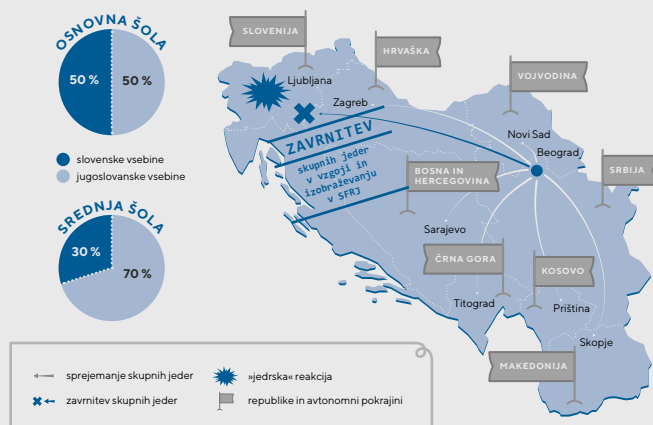 OSNOVNA ŠOLA
50 %
50 %
slovenske vsebine
jugoslovanske vsebine
SREDNJA ŠOLA
30 %
70 %
SLOVENIJA
HRVAŠKA
VOJVODINA
Ljubljana
Zagreb
Novi Sad
Beograd
SRBIJA
ZAVRNITEV
skupnih jeder
v vzgoji in
izobraževanju
v SFRJ
BOSNA IN
HERCEGOVINA
Sarajevo
ČRNA GORA
KOSOVO
Titograd
Priština
Skopje
MAKEDONIJA
sprejemanje skupnih jeder
»jedrska« reakcija
zavrnitev skupnih jeder
republike in avtonomni pokrajini